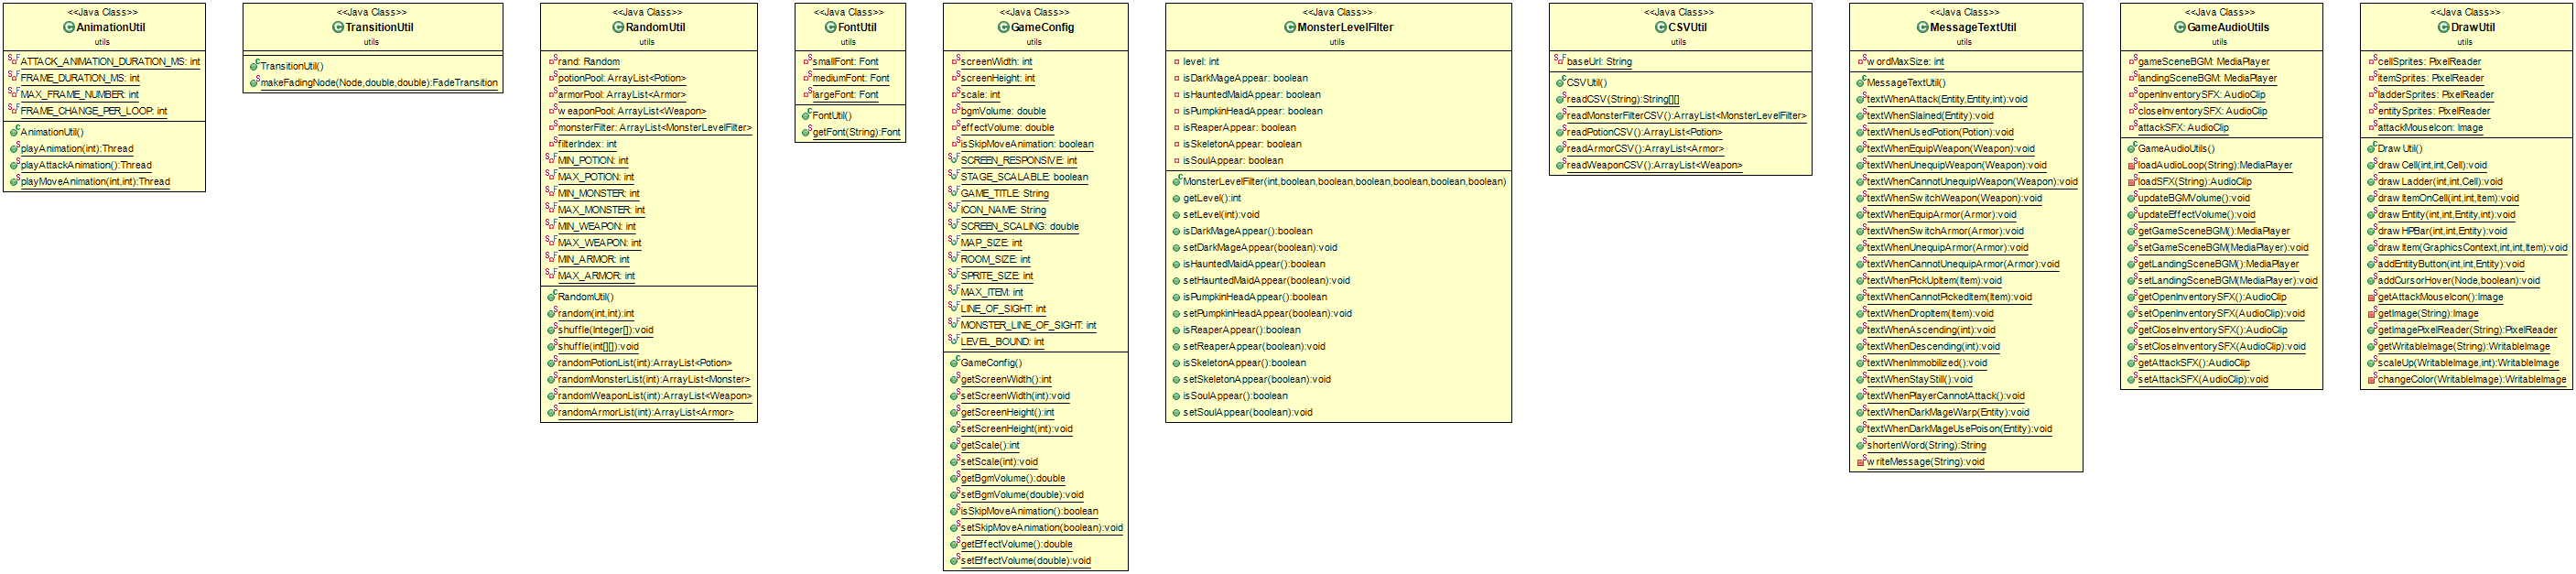 <<Java Class>>
AnimationUtil
utils
ATTACK_ANIMATION_DURATION_MS: int
FRAME_DURATION_MS: int
MAX_FRAME_NUMBER: int
FRAME_CHANGE_PER_LOOP: int
AnimationUtil()
playAnimation(int):Thread
playAttackAnimation():Thread
playMoveAnimation(int,int):Thread
<<Java Class>>
TransitionUtil
utils
TransitionUtil()
makeFadingNode(Node,double,double):FadeTransition
<<Java Class>>
RandomUtil
utils
rand: Random
potionPool: ArrayList<Potion>
armorPool: ArrayList<Armor>
weaponPool: ArrayList<Weapon>
monsterFilter: ArrayList<MonsterLevelFilter>
filterIndex: int
MIN_POTION: int
MAX_POTION: int
MIN_MONSTER: int
MAX_MONSTER: int
MIN_WEAPON: int
MAX_WEAPON: int
MIN_ARMOR: int
MAX_ARMOR: int
RandomUtil()
random(int,int):int
shuffle(Integer[]):void
shuffle(int[][]):void
randomPotionList(int):ArrayList<Potion>
randomMonsterList(int):ArrayList<Monster>
randomWeaponList(int):ArrayList<Weapon>
randomArmorList(int):ArrayList<Armor>
<<Java Class>>
FontUtil
utils
smallFont: Font
mediumFont: Font
largeFont: Font
FontUtil()
getFont(String):Font
<<Java Class>>
GameConfig
utils
screenWidth: int
screenHeight: int
scale: int
bgmVolume: double
effectVolume: double
isSkipMoveAnimation: boolean
SCREEN_RESPONSIVE: int
STAGE_SCALABLE: boolean
GAME_TITLE: String
ICON_NAME: String
SCREEN_SCALING: double
MAP_SIZE: int
ROOM_SIZE: int
SPRITE_SIZE: int
MAX_ITEM: int
LINE_OF_SIGHT: int
MONSTER_LINE_OF_SIGHT: int
LEVEL_BOUND: int
GameConfig()
getScreenWidth():int
setScreenWidth(int):void
getScreenHeight():int
setScreenHeight(int):void
getScale():int
setScale(int):void
getBgmVolume():double
setBgmVolume(double):void
isSkipMoveAnimation():boolean
setSkipMoveAnimation(boolean):void
getEffectVolume():double
setEffectVolume(double):void
<<Java Class>>
MonsterLevelFilter
utils
level: int
isDarkMageAppear: boolean
isHauntedMaidAppear: boolean
isPumpkinHeadAppear: boolean
isReaperAppear: boolean
isSkeletonAppear: boolean
isSoulAppear: boolean
MonsterLevelFilter(int,boolean,boolean,boolean,boolean,boolean,boolean)
getLevel():int
setLevel(int):void
isDarkMageAppear():boolean
setDarkMageAppear(boolean):void
isHauntedMaidAppear():boolean
setHauntedMaidAppear(boolean):void
isPumpkinHeadAppear():boolean
setPumpkinHeadAppear(boolean):void
isReaperAppear():boolean
setReaperAppear(boolean):void
isSkeletonAppear():boolean
setSkeletonAppear(boolean):void
isSoulAppear():boolean
setSoulAppear(boolean):void
<<Java Class>>
CSVUtil
utils
baseUrl: String
CSVUtil()
readCSV(String):String[][]
readMonsterFilterCSV():ArrayList<MonsterLevelFilter>
readPotionCSV():ArrayList<Potion>
readArmorCSV():ArrayList<Armor>
readWeaponCSV():ArrayList<Weapon>
<<Java Class>>
MessageTextUtil
utils
wordMaxSize: int
MessageTextUtil()
textWhenAttack(Entity,Entity,int):void
textWhenSlained(Entity):void
textWhenUsedPotion(Potion):void
textWhenEquipWeapon(Weapon):void
textWhenUnequipWeapon(Weapon):void
textWhenCannotUnequipWeapon(Weapon):void
textWhenSwitchWeapon(Weapon):void
textWhenEquipArmor(Armor):void
textWhenSwitchArmor(Armor):void
textWhenUnequipArmor(Armor):void
textWhenCannotUnequipArmor(Armor):void
textWhenPickUpItem(Item):void
textWhenCannotPickedItem(Item):void
textWhenDropItem(Item):void
textWhenAscending(int):void
textWhenDescending(int):void
textWhenImmobilized():void
textWhenStayStill():void
textWhenPlayerCannotAttack():void
textWhenDarkMageWarp(Entity):void
textWhenDarkMageUsePoison(Entity):void
shortenWord(String):String
writeMessage(String):void
<<Java Class>>
GameAudioUtils
utils
gameSceneBGM: MediaPlayer
landingSceneBGM: MediaPlayer
openInventorySFX: AudioClip
closeInventorySFX: AudioClip
attackSFX: AudioClip
GameAudioUtils()
loadAudioLoop(String):MediaPlayer
loadSFX(String):AudioClip
updateBGMVolume():void
updateEffectVolume():void
getGameSceneBGM():MediaPlayer
setGameSceneBGM(MediaPlayer):void
getLandingSceneBGM():MediaPlayer
setLandingSceneBGM(MediaPlayer):void
getOpenInventorySFX():AudioClip
setOpenInventorySFX(AudioClip):void
getCloseInventorySFX():AudioClip
setCloseInventorySFX(AudioClip):void
getAttackSFX():AudioClip
setAttackSFX(AudioClip):void
<<Java Class>>
DrawUtil
utils
cellSprites: PixelReader
itemSprites: PixelReader
ladderSprites: PixelReader
entitySprites: PixelReader
attackMouseIcon: Image
DrawUtil()
drawCell(int,int,Cell):void
drawLadder(int,int,Cell):void
drawItemOnCell(int,int,Item):void
drawEntity(int,int,Entity,int):void
drawHPBar(int,int,Entity):void
drawItem(GraphicsContext,int,int,Item):void
addEntityButton(int,int,Entity):void
addCursorHover(Node,boolean):void
getAttackMouseIcon():Image
getImage(String):Image
getImagePixelReader(String):PixelReader
getWritableImage(String):WritableImage
scaleUp(WritableImage,int):WritableImage
changeColor(WritableImage):WritableImage